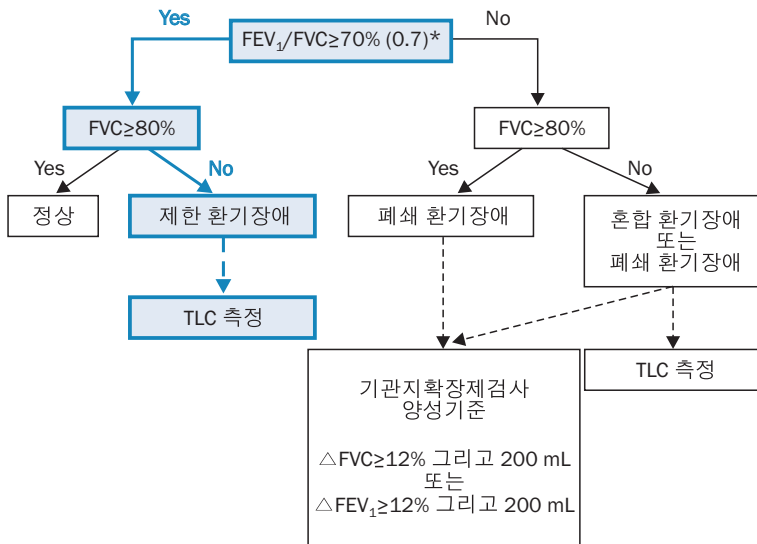 Yes
FEV₁/FVC≥70% (0.7)*
No
FVC≥80%
FVC≥80%
Yes
No
Yes
No
정상
제한 환기장애
폐쇄 환기장애
혼합 환기장애
또는
폐쇄 환기장애
TLC 측정
TLC 측정
기관지확장제검사
양성기준
△FVC≥12% 그리고 200 mL
또는
△FEV₁≥12% 그리고 200 mL